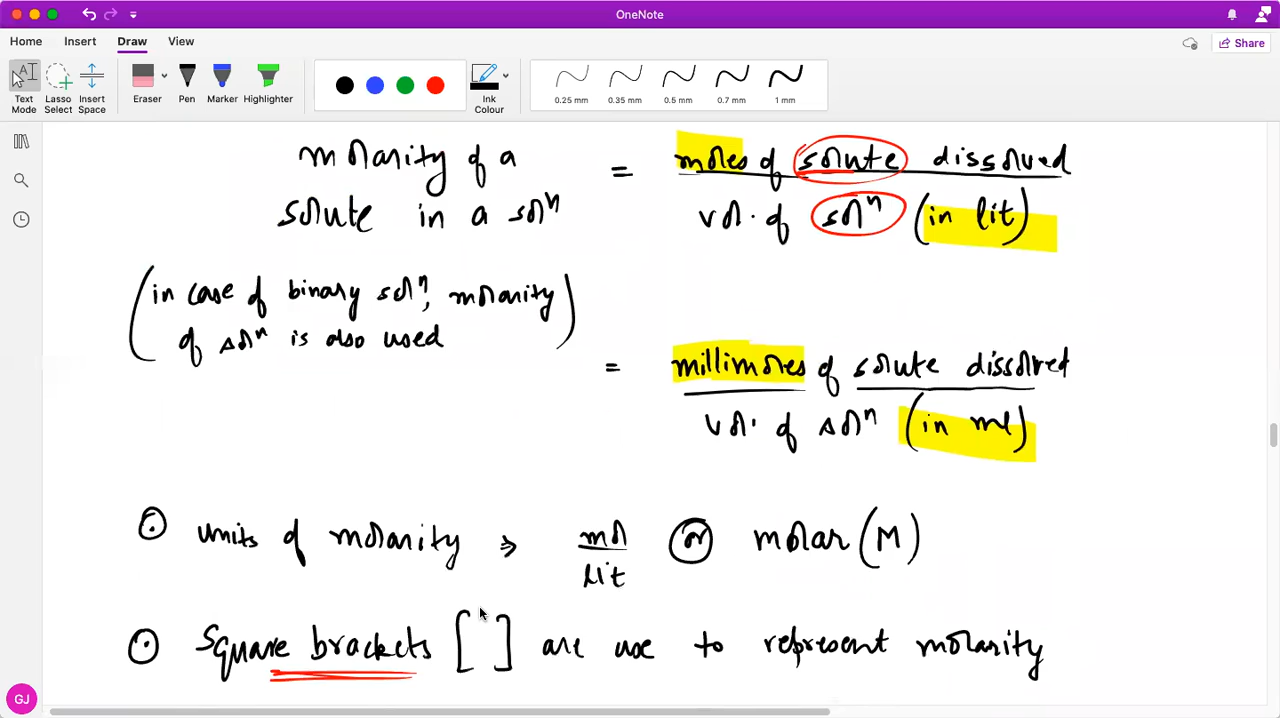 OneNote
Home Insert Draw View
Share
Text Mode
Lasso Select
Insert Space
Eraser
Pen
Marker
Highlighter
Ink Colour
0.25 mm 0.35 mm 0.5 mm 0.7 mm 1 mm
molarity of a
solute in a solⁿ
= moles of solute dissolved
vol. of solⁿ (in lit)
(in case of binary solⁿ, molarity
of solⁿ is also used)
= millimoles of solute dissolved
vol. of solⁿ (in ml)
⊙ units of molarity ⇒ mol/lit or molar (M)
⊙ Square brackets [ ] are use to represent molarity
GJ